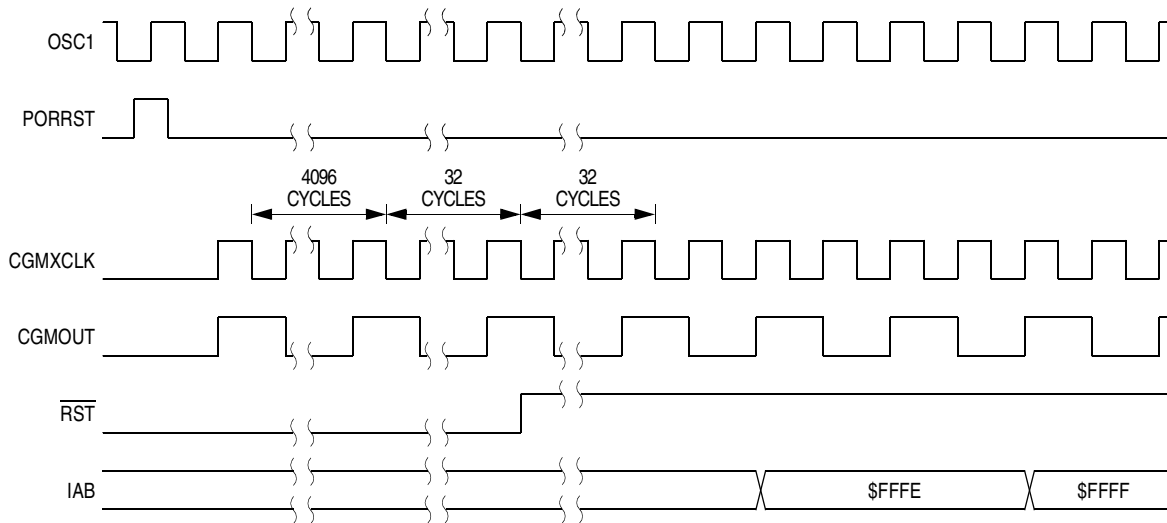 OSC1
PORRST
4096
CYCLES
32
CYCLES
32
CYCLES
CGMXCLK
CGMOUT
RST
IAB
$FFFE
$FFFF